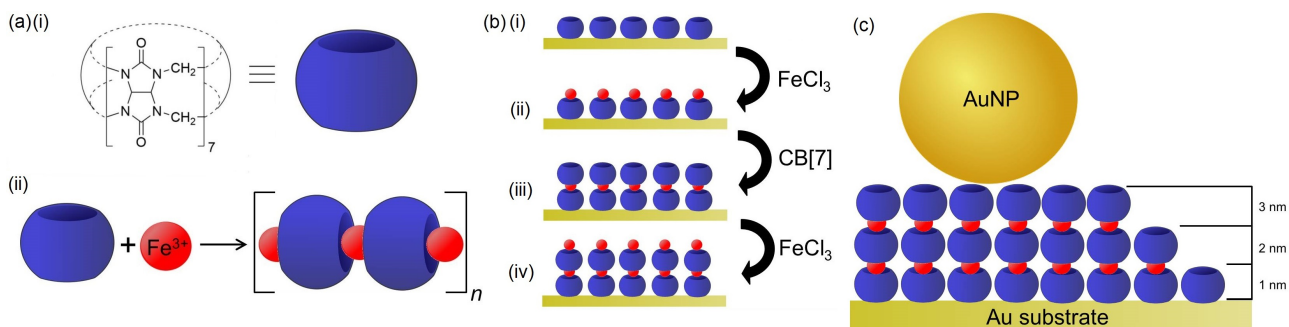 (a)(i)
O
N N CH₂
N N CH₂
O
7
(ii)
+ Fe³⁺
n
(b) (i)
FeCl₃
(ii)
CB[7]
(iii)
FeCl₃
(iv)
(c)
AuNP
3 nm
2 nm
1 nm
Au substrate